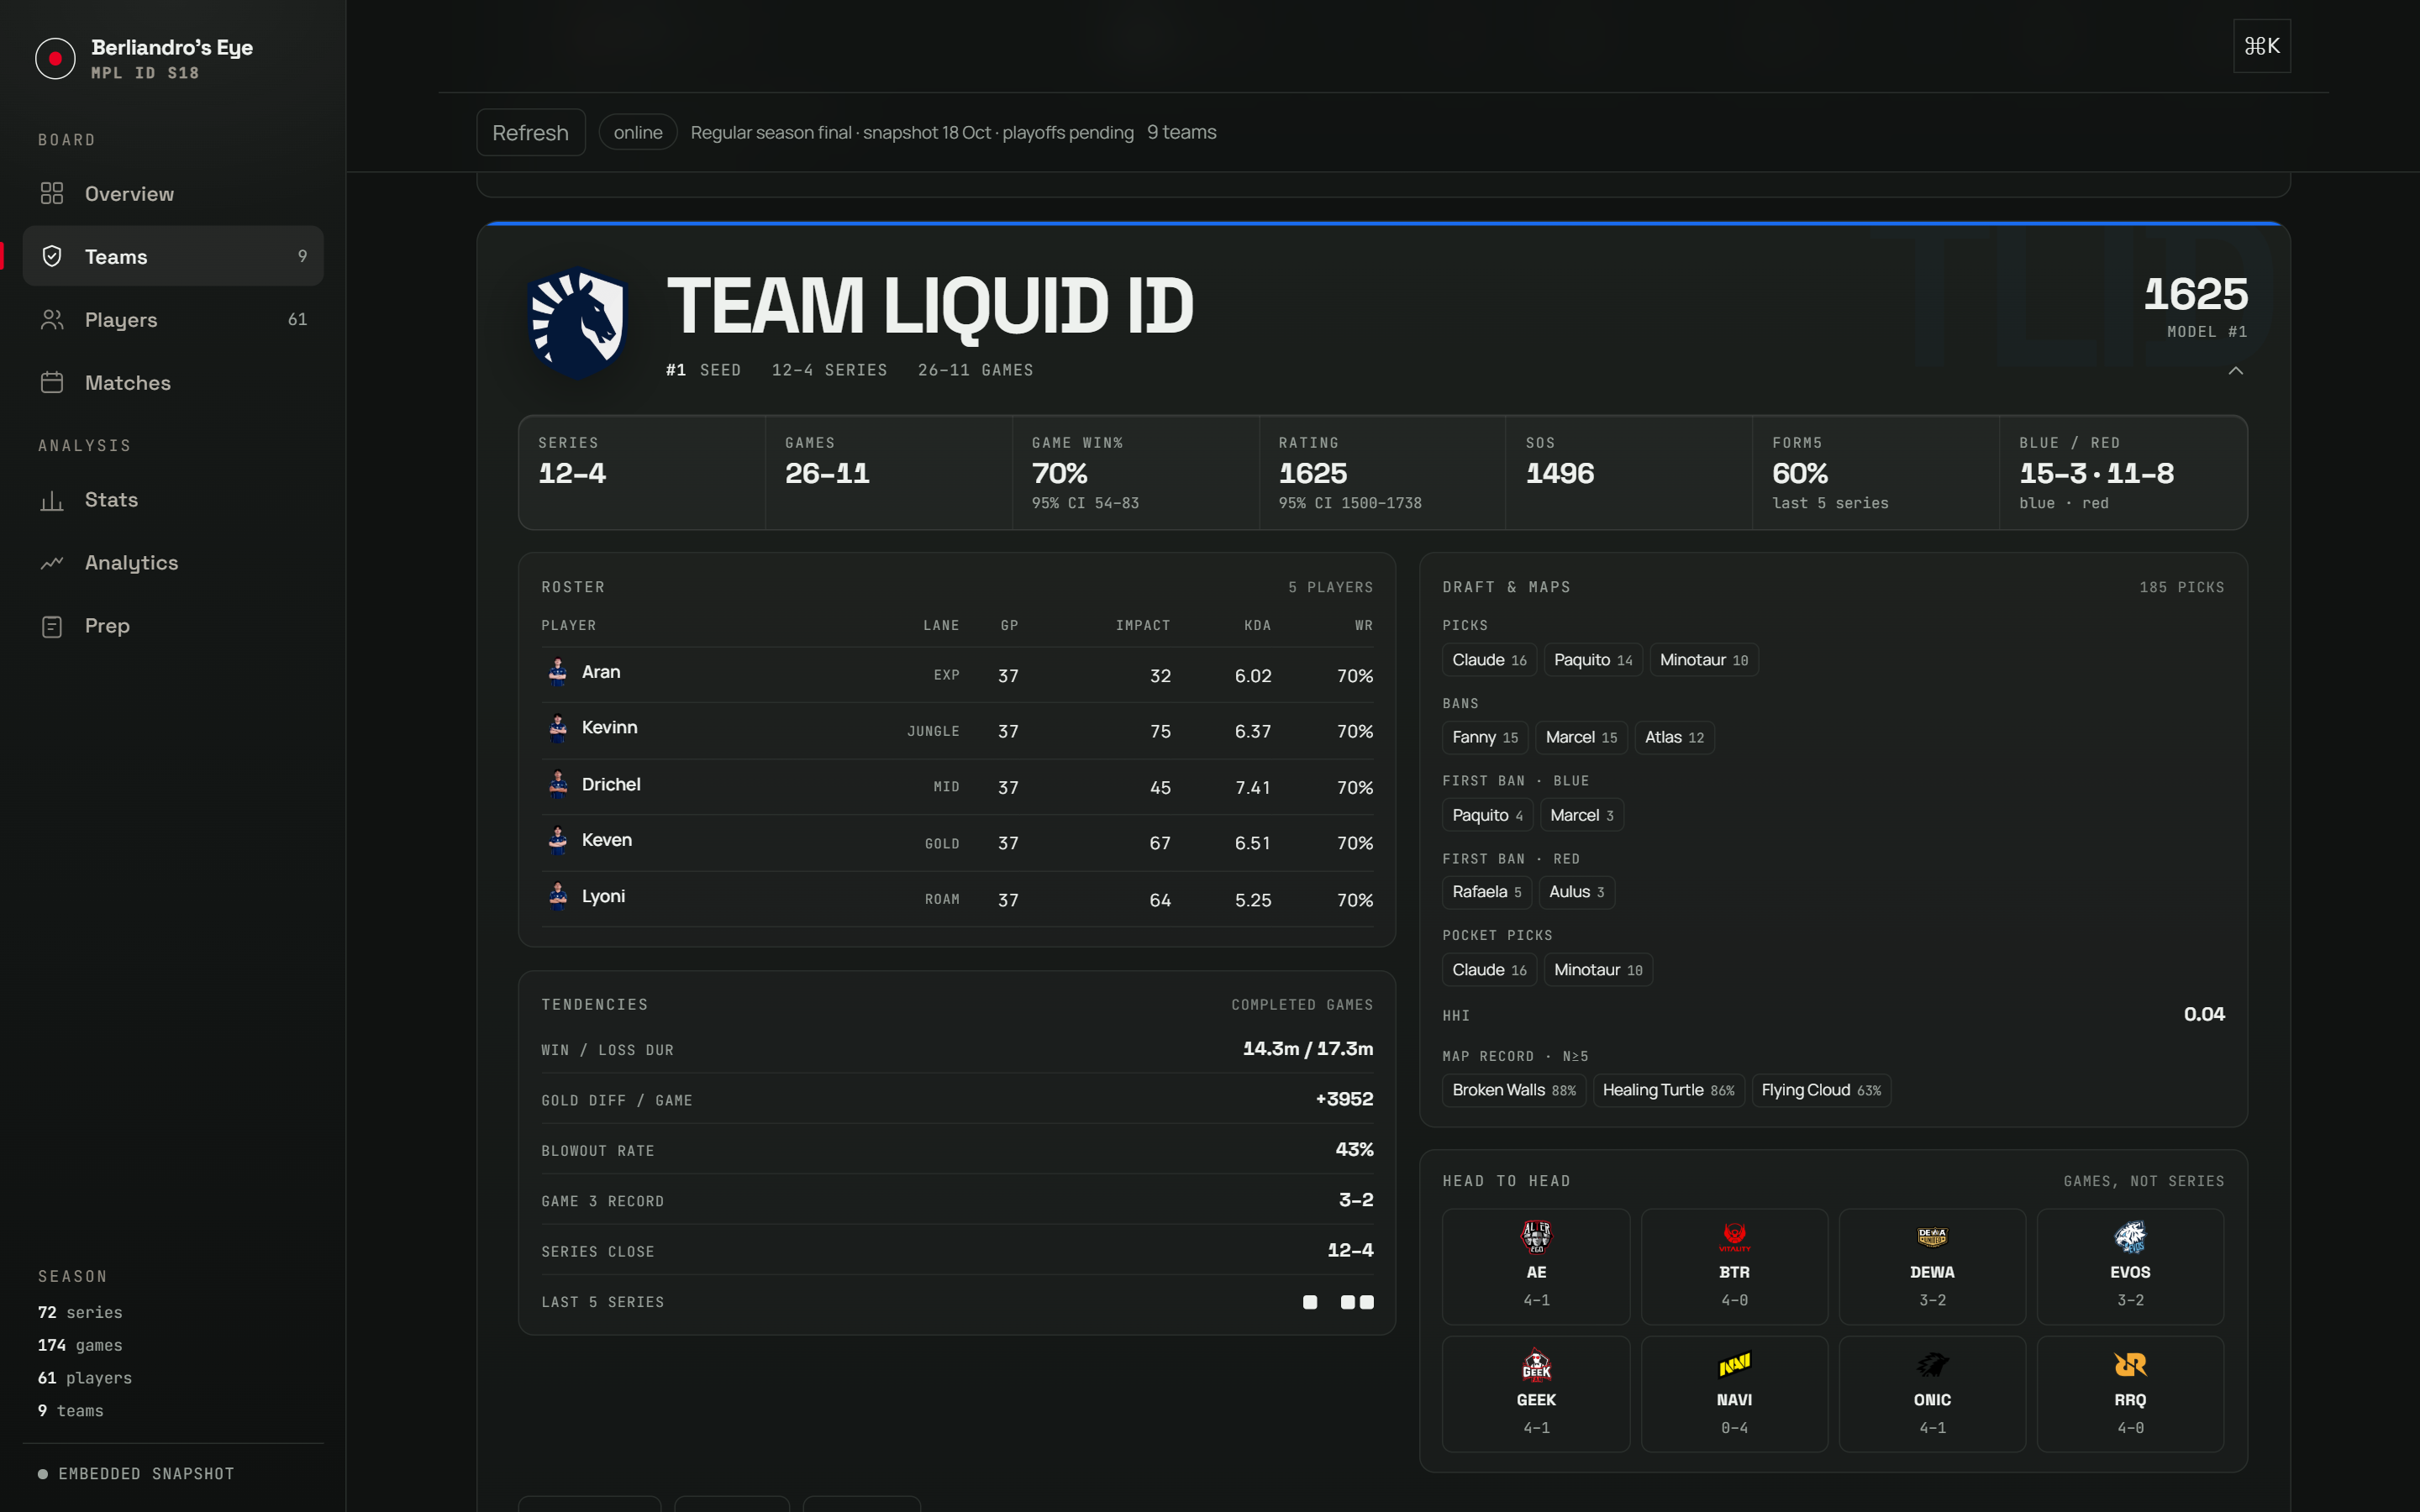 Berliandro's Eye
MPL ID S18
BOARD
Overview
Teams 9
Players 61
Matches
ANALYSIS
Stats
Analytics
Prep
SEASON
72 series
174 games
61 players
9 teams
EMBEDDED SNAPSHOT
⌘K
Refresh online Regular season final · snapshot 18 Oct · playoffs pending 9 teams
TLID
TEAM LIQUID ID
#1 SEED 12–4 SERIES 26–11 GAMES
1625
MODEL #1
SERIES
12–4
GAMES
26–11
GAME WIN%
70%
95% CI 54–83
RATING
1625
95% CI 1500–1738
SOS
1496
FORM5
60%
last 5 series
BLUE / RED
15–3 · 11–8
blue · red
ROSTER 5 PLAYERS
PLAYER LANE GP IMPACT KDA WR
Aran EXP 37 32 6.02 70%
Kevinn JUNGLE 37 75 6.37 70%
Drichel MID 37 45 7.41 70%
Keven GOLD 37 67 6.51 70%
Lyoni ROAM 37 64 5.25 70%
TENDENCIES COMPLETED GAMES
WIN / LOSS DUR 14.3m / 17.3m
GOLD DIFF / GAME +3952
BLOWOUT RATE 43%
GAME 3 RECORD 3–2
SERIES CLOSE 12–4
LAST 5 SERIES
DRAFT & MAPS 185 PICKS
PICKS
Claude 16 Paquito 14 Minotaur 10
BANS
Fanny 15 Marcel 15 Atlas 12
FIRST BAN · BLUE
Paquito 4 Marcel 3
FIRST BAN · RED
Rafaela 5 Aulus 3
POCKET PICKS
Claude 16 Minotaur 10
HHI 0.04
MAP RECORD · N≥5
Broken Walls 88% Healing Turtle 86% Flying Cloud 63%
HEAD TO HEAD GAMES, NOT SERIES
ALTER EGO
AE
4–1
VITALITY
BTR
4–0
DEWA
DEWA
3–2
EVOS
EVOS
3–2
GEEK
GEEK
4–1
NAVI
NAVI
0–4
ONIC
4–1
RRQ
4–0